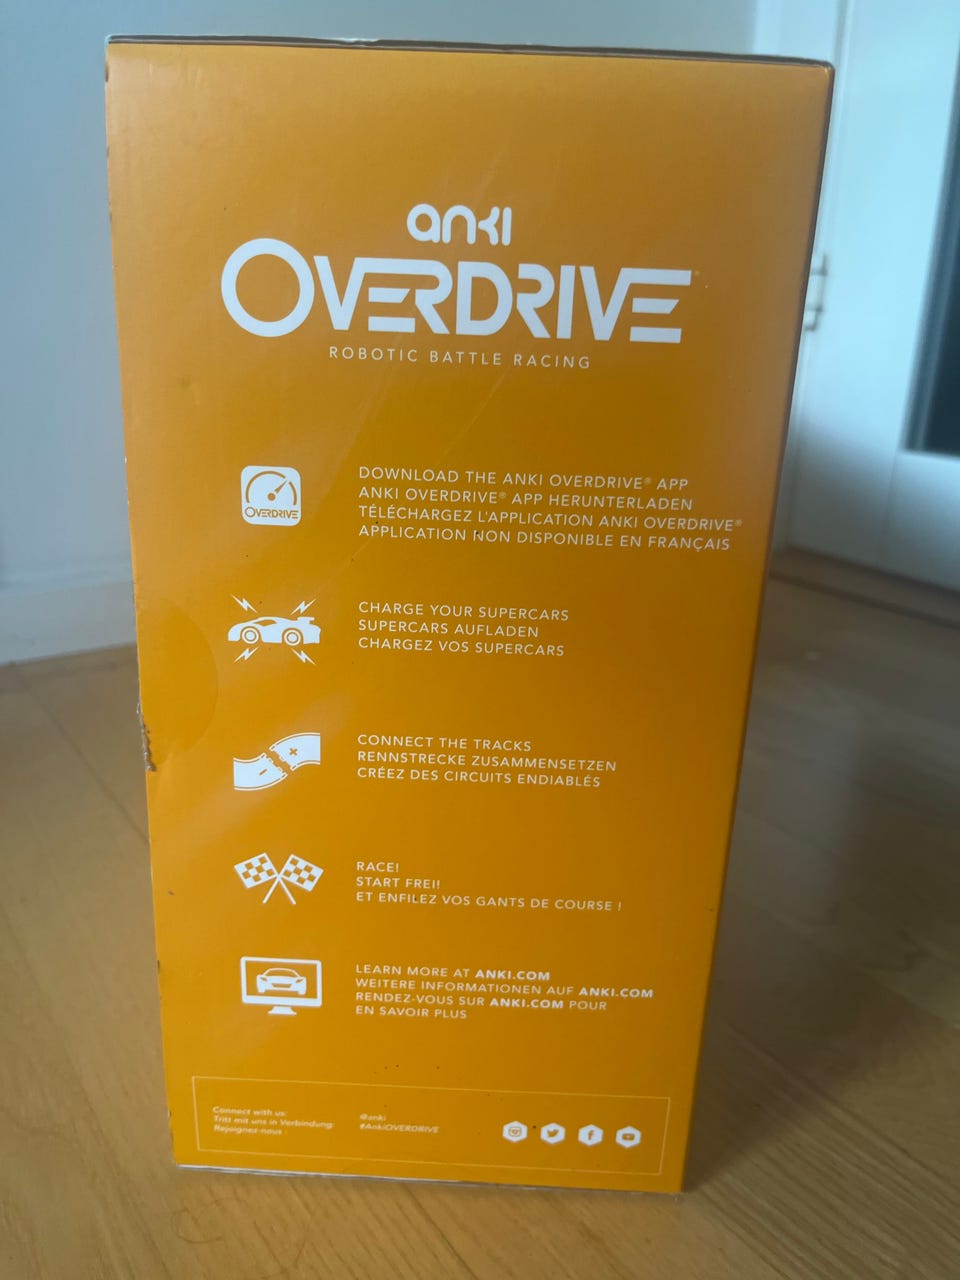 anki
OVERDRIVE
ROBOTIC BATTLE RACING
OVERDRIVE
DOWNLOAD THE ANKI OVERDRIVE® APP
ANKI OVERDRIVE® APP HERUNTERLADEN
TÉLÉCHARGEZ L'APPLICATION ANKI OVERDRIVE®
APPLICATION NON DISPONIBLE EN FRANÇAIS
CHARGE YOUR SUPERCARS
SUPERCARS AUFLADEN
CHARGEZ VOS SUPERCARS
CONNECT THE TRACKS
RENNSTRECKE ZUSAMMENSETZEN
CRÉEZ DES CIRCUITS ENDIABLÉS
RACE!
START FREI!
ET ENFILEZ VOS GANTS DE COURSE !
LEARN MORE AT ANKI.COM
WEITERE INFORMATIONEN AUF ANKI.COM
RENDEZ-VOUS SUR ANKI.COM POUR
EN SAVOIR PLUS
Connect with us:
Tritt mit uns in Verbindung:
Rejoignez-nous :
@anki
#AnkiOVERDRIVE